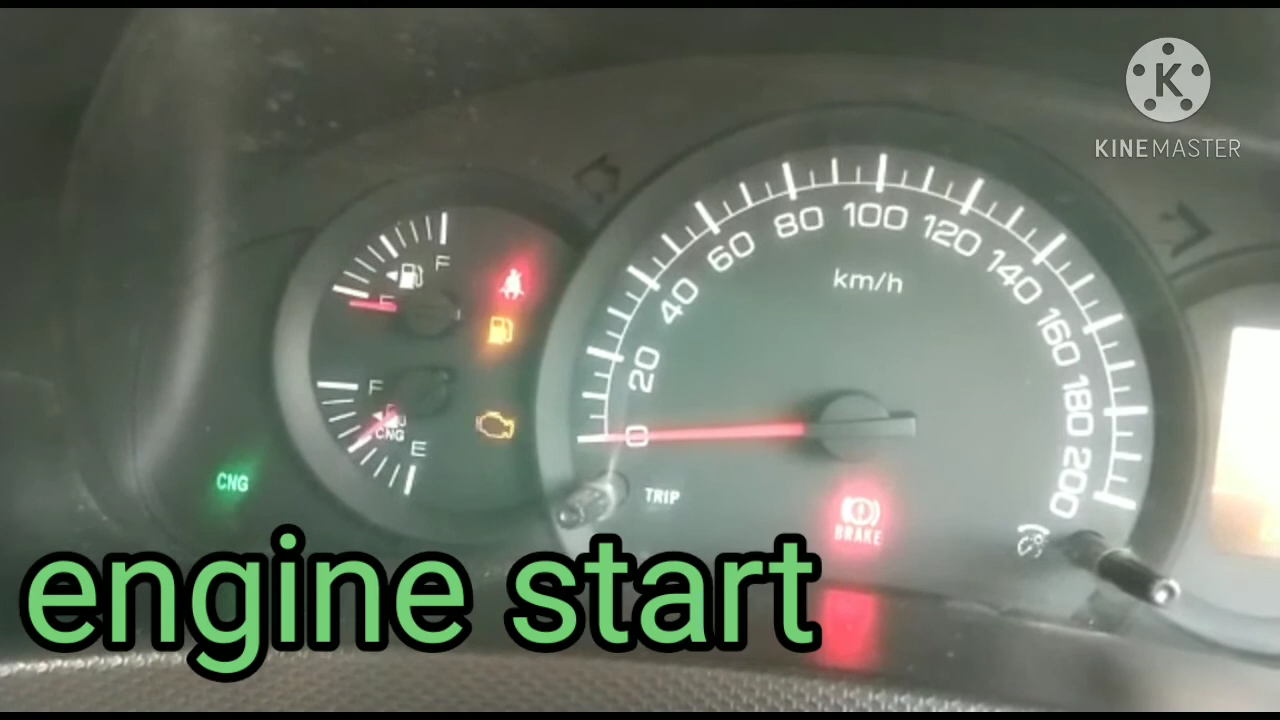 K
KINEMASTER
F
E
F
CNG
E
CNG
0
20
40
60
80
100
120
140
160
180
200
km/h
TRIP
BRAKE
engine start